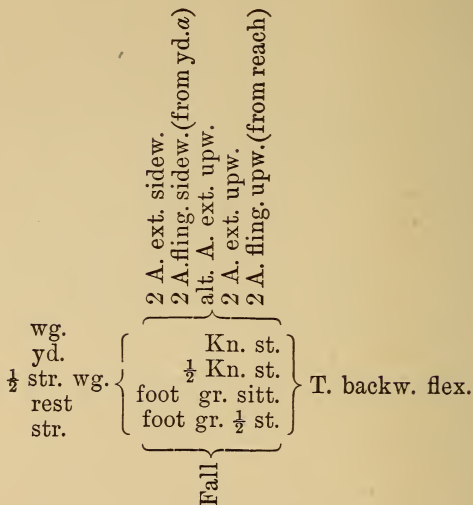 2 A. ext. sidew.
2 A. fling. sidew. (from yd. a)
alt. A. ext. upw.
2 A. ext. upw.
2 A. fling. upw. (from reach)
wg.
yd.
½ str. wg.
rest
str.
Kn. st.
½ Kn. st.
foot gr. sitt.
foot gr. ½ st.
T. backw. flex.
Fall